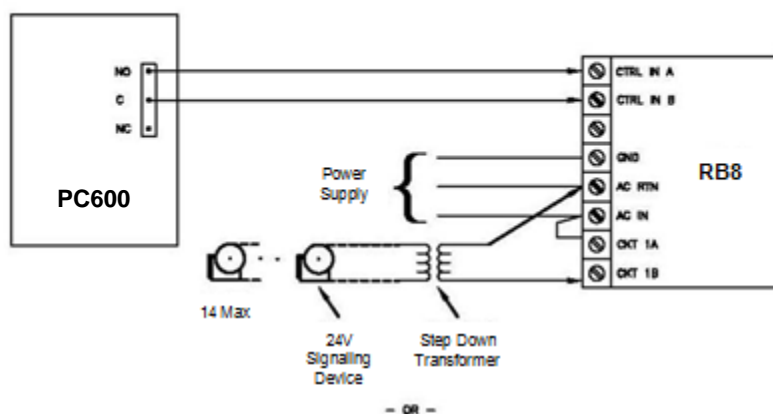 NO
C
NC
PC600
CTRL IN A
CTRL IN B
GND
AC RTN
AC IN
CKT 1A
CKT 1B
RB8
Power
Supply
14 Max
24V
Signaling
Device
Step Down
Transformer
- OR -